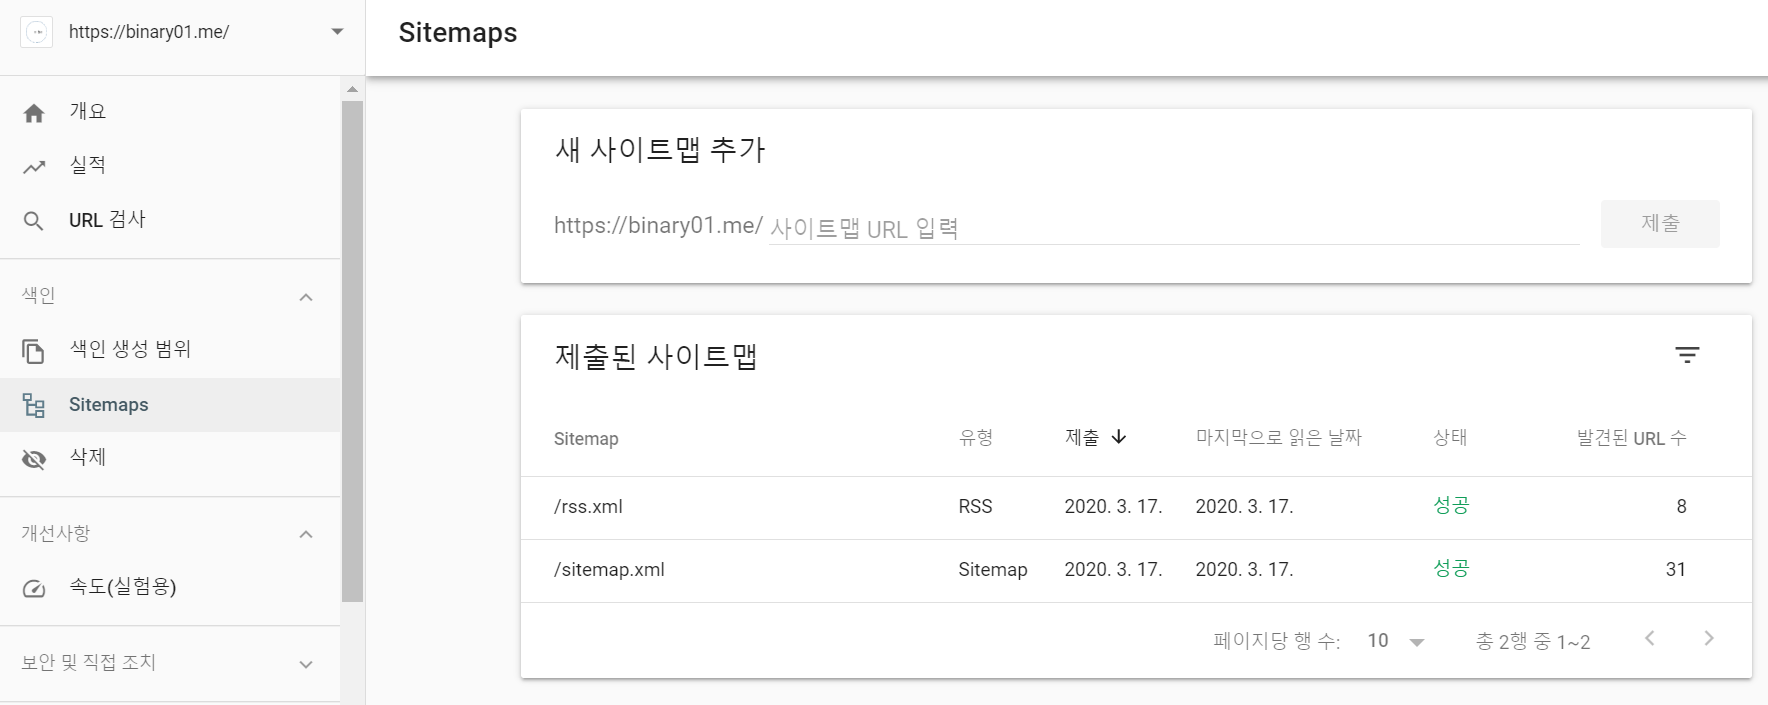 https://binary01.me/
Sitemaps
개요
실적
URL 검사
색인
색인 생성 범위
Sitemaps
삭제
개선사항
속도(실험용)
보안 및 직접 조치
새 사이트맵 추가
https://binary01.me/ 사이트맵 URL 입력
제출
제출된 사이트맵
Sitemap 유형 제출 마지막으로 읽은 날짜 상태 발견된 URL 수
/rss.xml RSS 2020. 3. 17. 2020. 3. 17. 성공 8
/sitemap.xml Sitemap 2020. 3. 17. 2020. 3. 17. 성공 31
페이지당 행 수: 10 총 2행 중 1~2